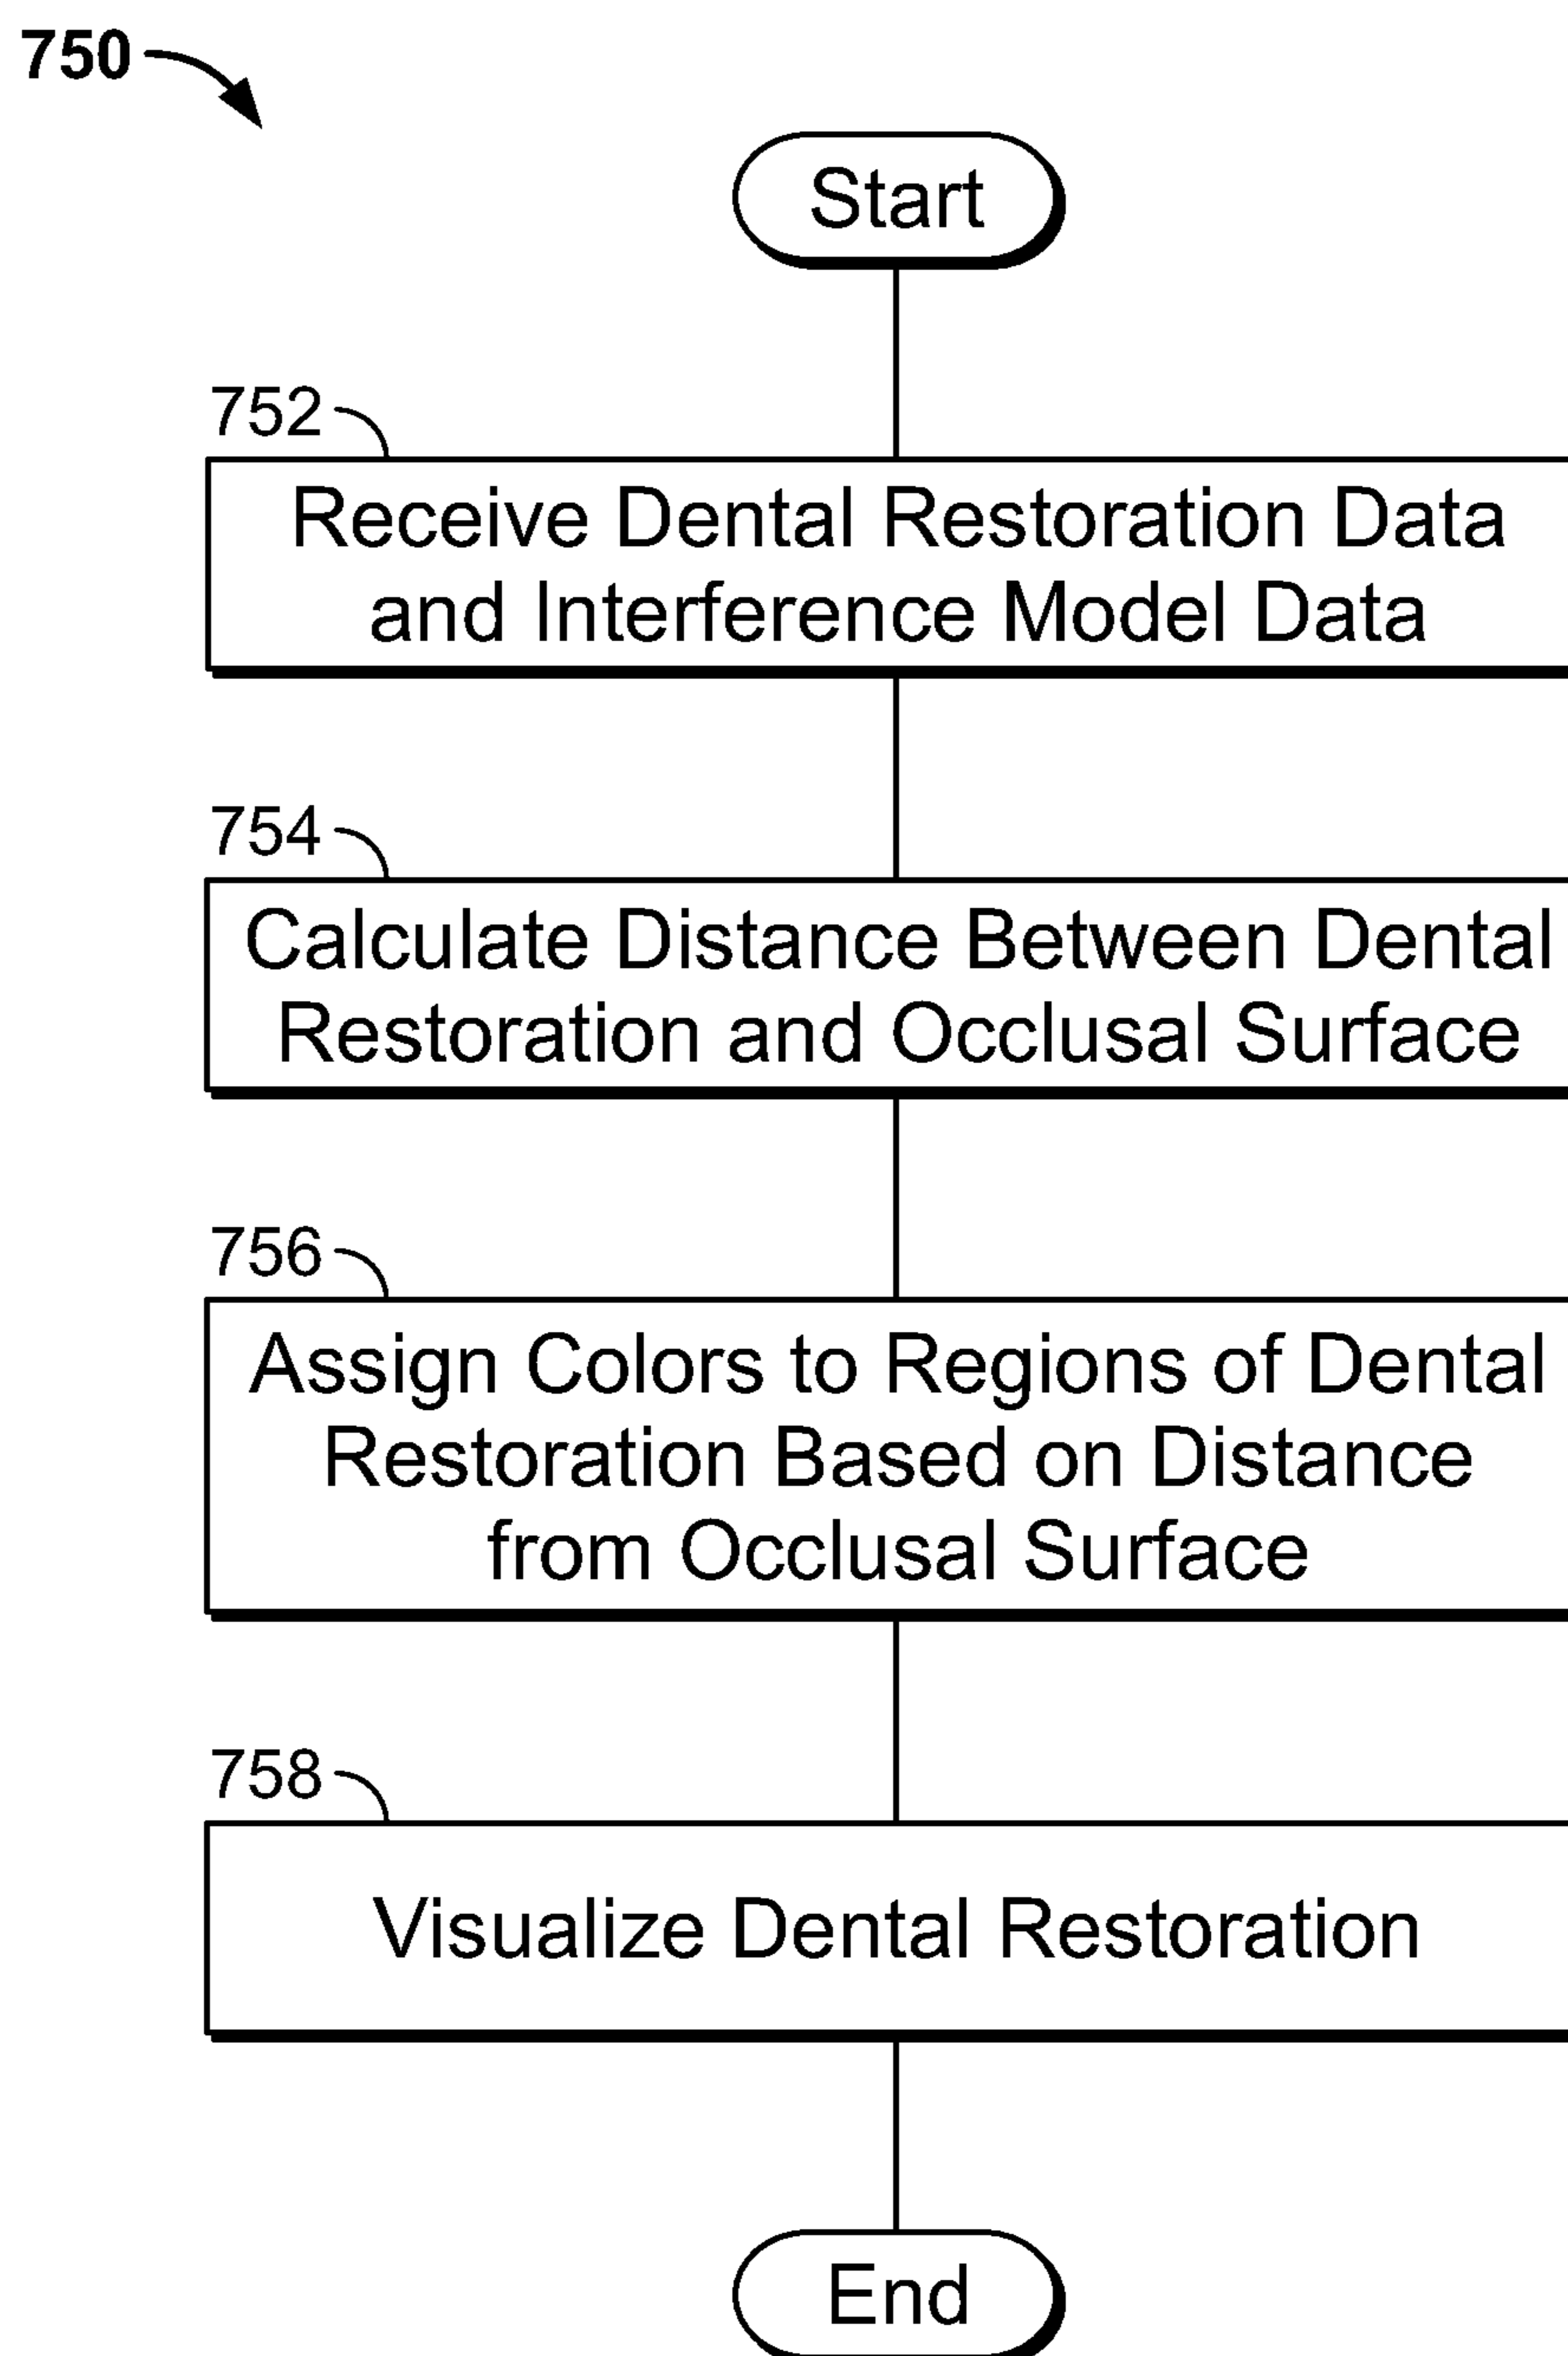 750
Start
752
Receive Dental Restoration Data
and Interference Model Data
754
Calculate Distance Between Dental
Restoration and Occlusal Surface
756
Assign Colors to Regions of Dental
Restoration Based on Distance
from Occlusal Surface
758
Visualize Dental Restoration
End